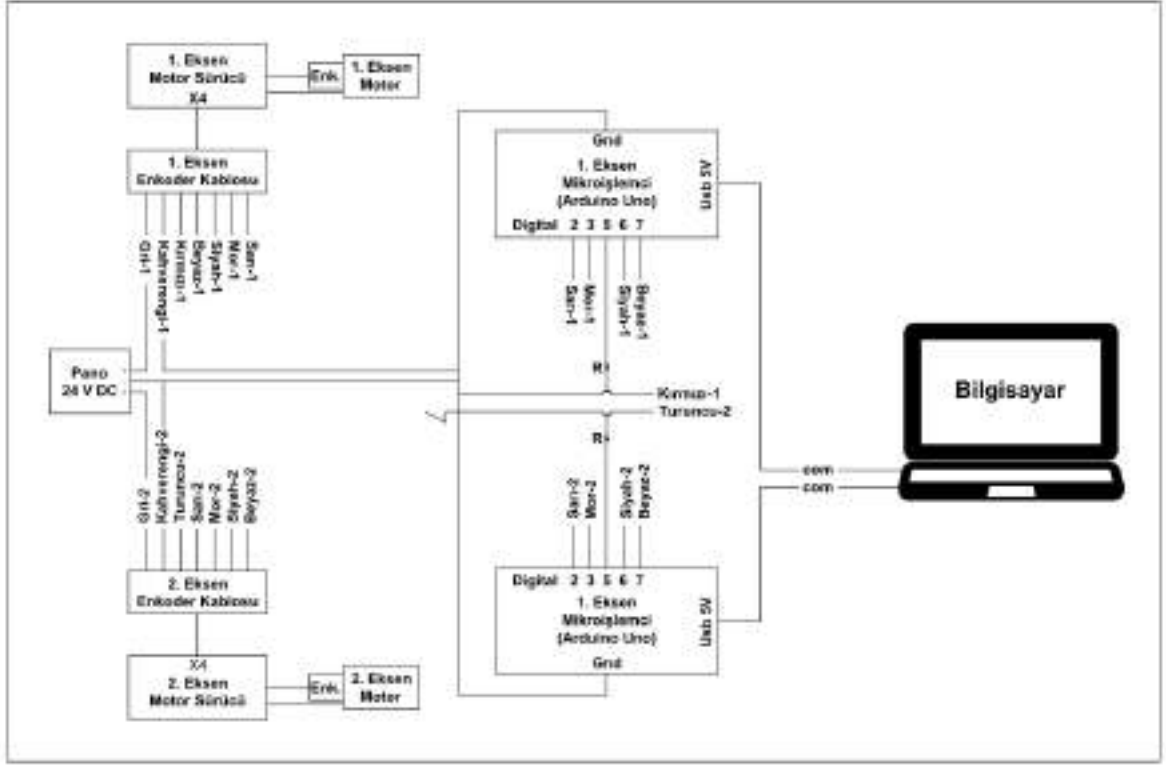 1. Eksen
Motor Sürücü
X4
Enk.
1. Eksen
Motor
1. Eksen
Enkoder Kablosu
Gri-1
Kahverengi-1
Kırmızı-1
Beyaz-1
Siyah-1
Mor-1
Sarı-1
Gnd
1. Eksen
Mikroişlemci
(Arduino Uno)
Usb 5V
Digital 2 3 5 6 7
Sarı-1
Mor-1
Siyah-1
Beyaz-1
Pano
24 V DC
Kırmızı-1
Turuncu-2
Bilgisayar
com
com
Gri-2
Kahverengi-2
Turuncu-2
Sarı-2
Mor-2
Siyah-2
Beyaz-2
Sarı-2
Mor-2
Siyah-2
Beyaz-2
2. Eksen
Enkoder Kablosu
Digital 2 3 5 6 7
1. Eksen
Mikroişlemci
(Arduino Uno)
Gnd
Usb 5V
X4
2. Eksen
Motor Sürücü
Enk.
2. Eksen
Motor